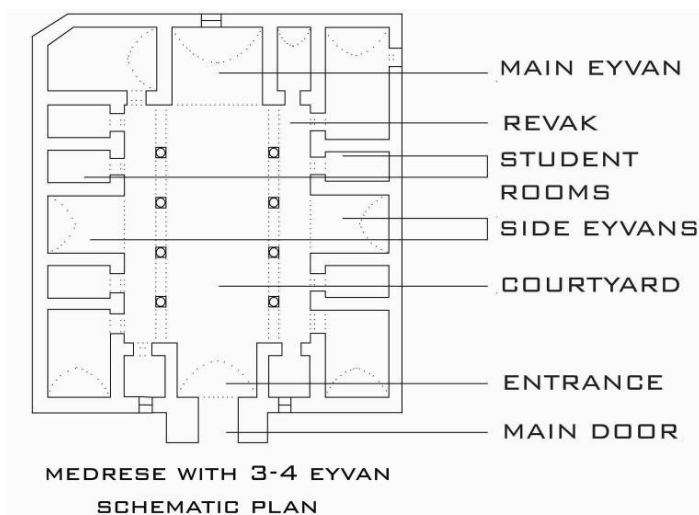 MAIN EYVAN
REVAK
STUDENT
ROOMS
SIDE EYVANS
COURTYARD
ENTRANCE
MAIN DOOR
MEDRESE WITH 3-4 EYVAN
SCHEMATIC PLAN